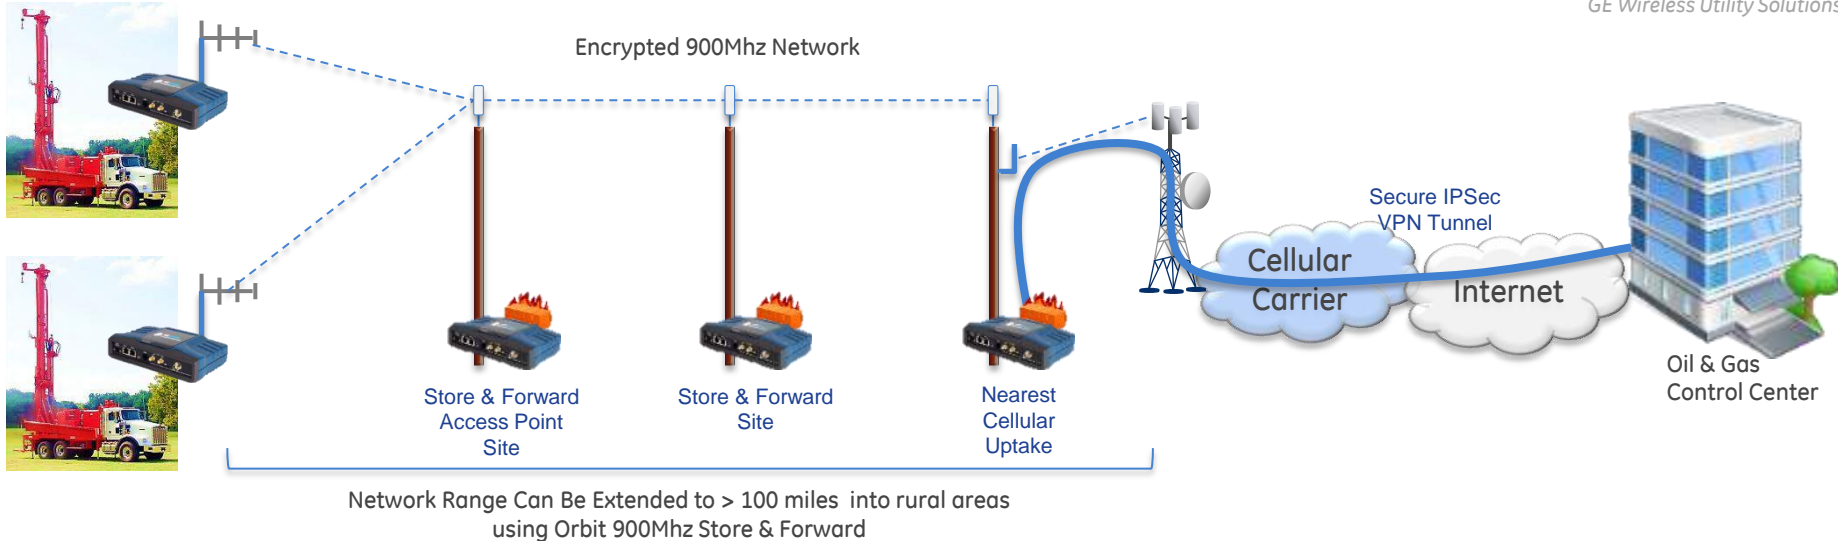 GE Wireless Utility Solutions
Encrypted 900Mhz Network
Secure IPSec
VPN Tunnel
Cellular
Carrier
Internet
Oil & Gas
Control Center
Store & Forward
Access Point
Site
Store & Forward
Site
Nearest
Cellular
Uptake
Network Range Can Be Extended to > 100 miles into rural areas
using Orbit 900Mhz Store & Forward